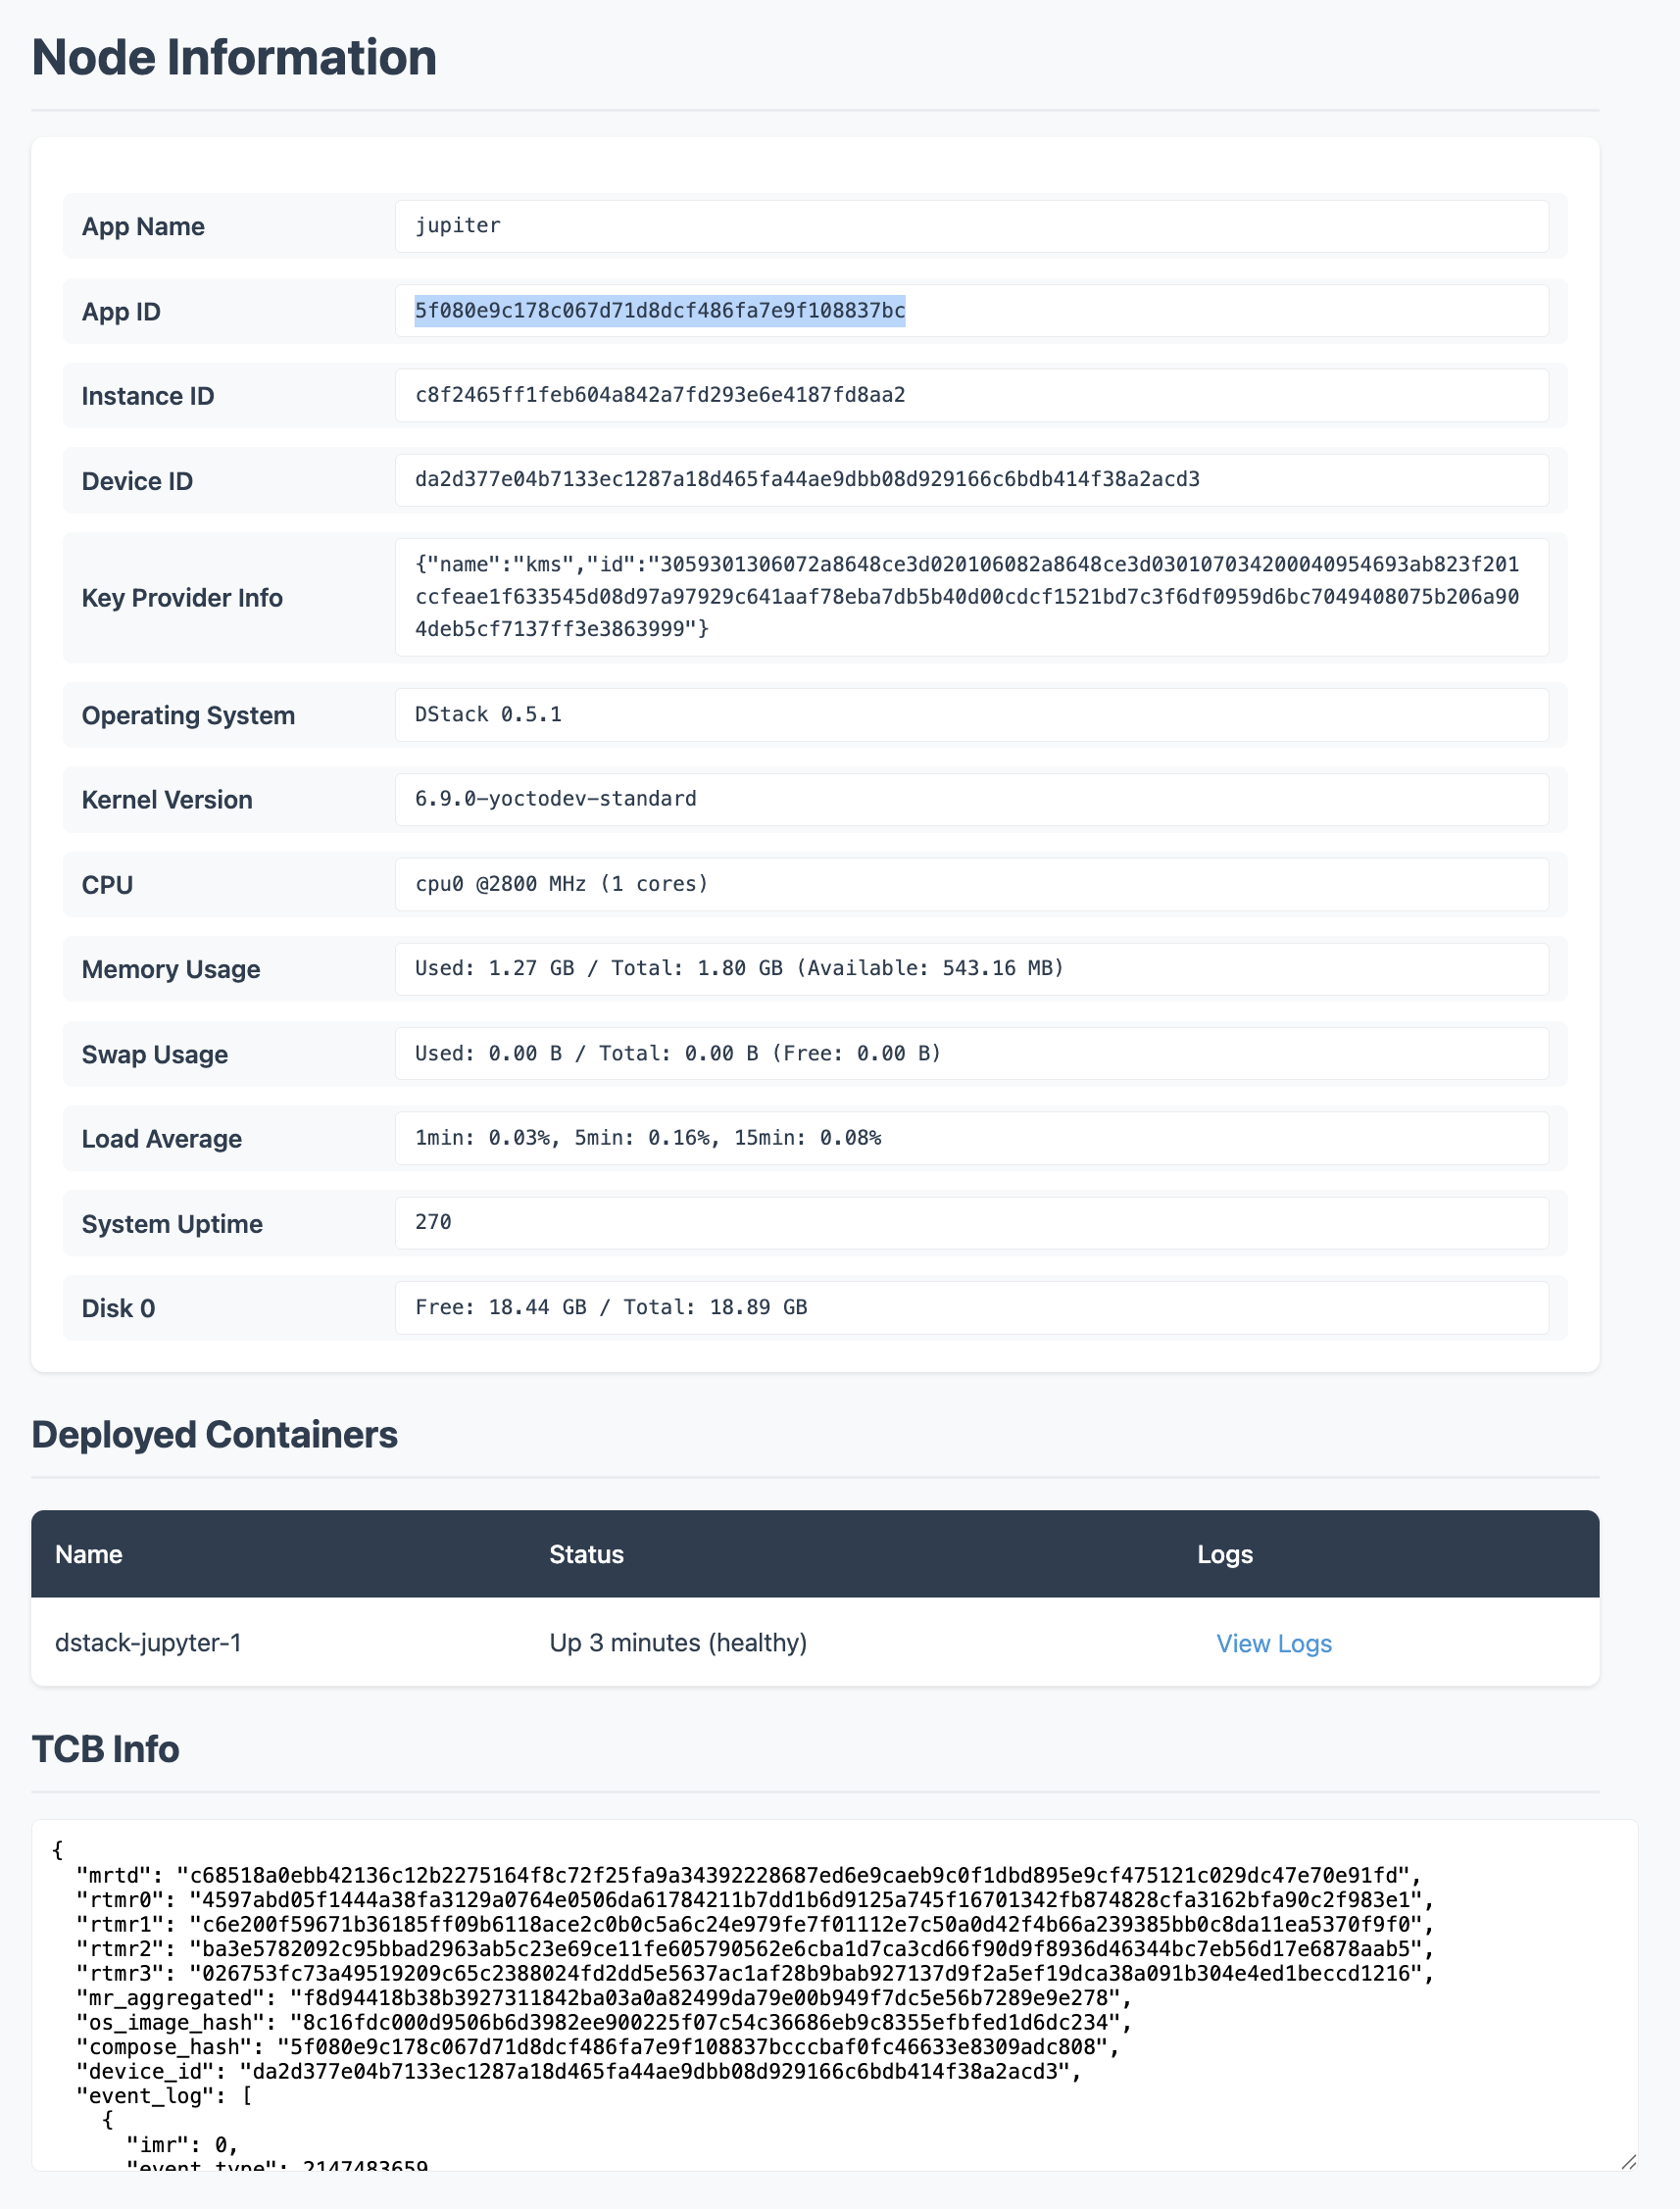 Node Information
App Name
jupiter
App ID
5f080e9c178c067d71d8dcf486fa7e9f108837bc
Instance ID
c8f2465ff1feb604a842a7fd293e6e4187fd8aa2
Device ID
da2d377e04b7133ec1287a18d465fa44ae9dbb08d929166c6bdb414f38a2acd3
Key Provider Info
{"name":"kms","id":"3059301306072a8648ce3d020106082a8648ce3d030107034200040954693ab823f201
ccfeae1f633545d08d97a97929c641aaf78eba7db5b40d00cdcf1521bd7c3f6df0959d6bc7049408075b206a90
4deb5cf7137ff3e3863999"}
Operating System
DStack 0.5.1
Kernel Version
6.9.0-yoctodev-standard
CPU
cpu0 @2800 MHz (1 cores)
Memory Usage
Used: 1.27 GB / Total: 1.80 GB (Available: 543.16 MB)
Swap Usage
Used: 0.00 B / Total: 0.00 B (Free: 0.00 B)
Load Average
1min: 0.03%, 5min: 0.16%, 15min: 0.08%
System Uptime
270
Disk 0
Free: 18.44 GB / Total: 18.89 GB
Deployed Containers
Name Status Logs
dstack-jupyter-1 Up 3 minutes (healthy) View Logs
TCB Info
{
"mrtd": "c68518a0ebb42136c12b2275164f8c72f25fa9a34392228687ed6e9caeb9c0f1dbd895e9cf475121c029dc47e70e91fd",
"rtmr0": "4597abd05f1444a38fa3129a0764e0506da61784211b7dd1b6d9125a745f16701342fb874828cfa3162bfa90c2f983e1",
"rtmr1": "c6e200f59671b36185ff09b6118ace2c0b0c5a6c24e979fe7f01112e7c50a0d42f4b66a239385bb0c8da11ea5370f9f0",
"rtmr2": "ba3e5782092c95bbad2963ab5c23e69ce11fe605790562e6cba1d7ca3cd66f90d9f8936d46344bc7eb56d17e6878aab5",
"rtmr3": "026753fc73a49519209c65c2388024fd2dd5e5637ac1af28b9bab927137d9f2a5ef19dca38a091b304e4ed1beccd1216",
"mr_aggregated": "f8d94418b38b3927311842ba03a0a82499da79e00b949f7dc5e56b7289e9e278",
"os_image_hash": "8c16fdc000d9506b6d3982ee900225f07c54c36686eb9c8355efbfed1d6dc234",
"compose_hash": "5f080e9c178c067d71d8dcf486fa7e9f108837bcccbaf0fc46633e8309adc808",
"device_id": "da2d377e04b7133ec1287a18d465fa44ae9dbb08d929166c6bdb414f38a2acd3",
"event_log": [
{
"imr": 0,
"event_type": 2147483659